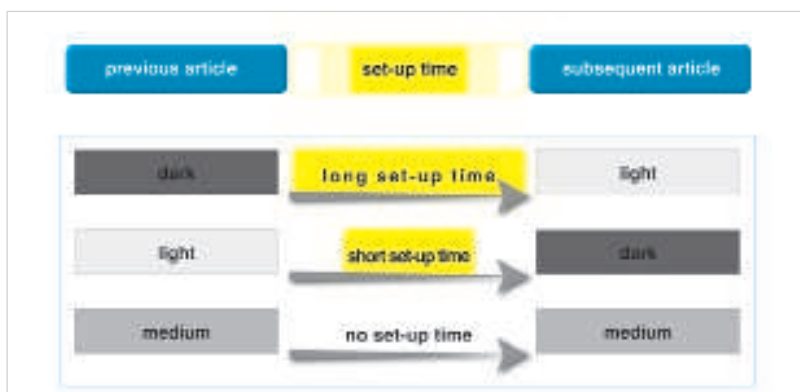 previous article set-up time subsequent article
dark long set-up time light
light short set-up time dark
medium no set-up time medium